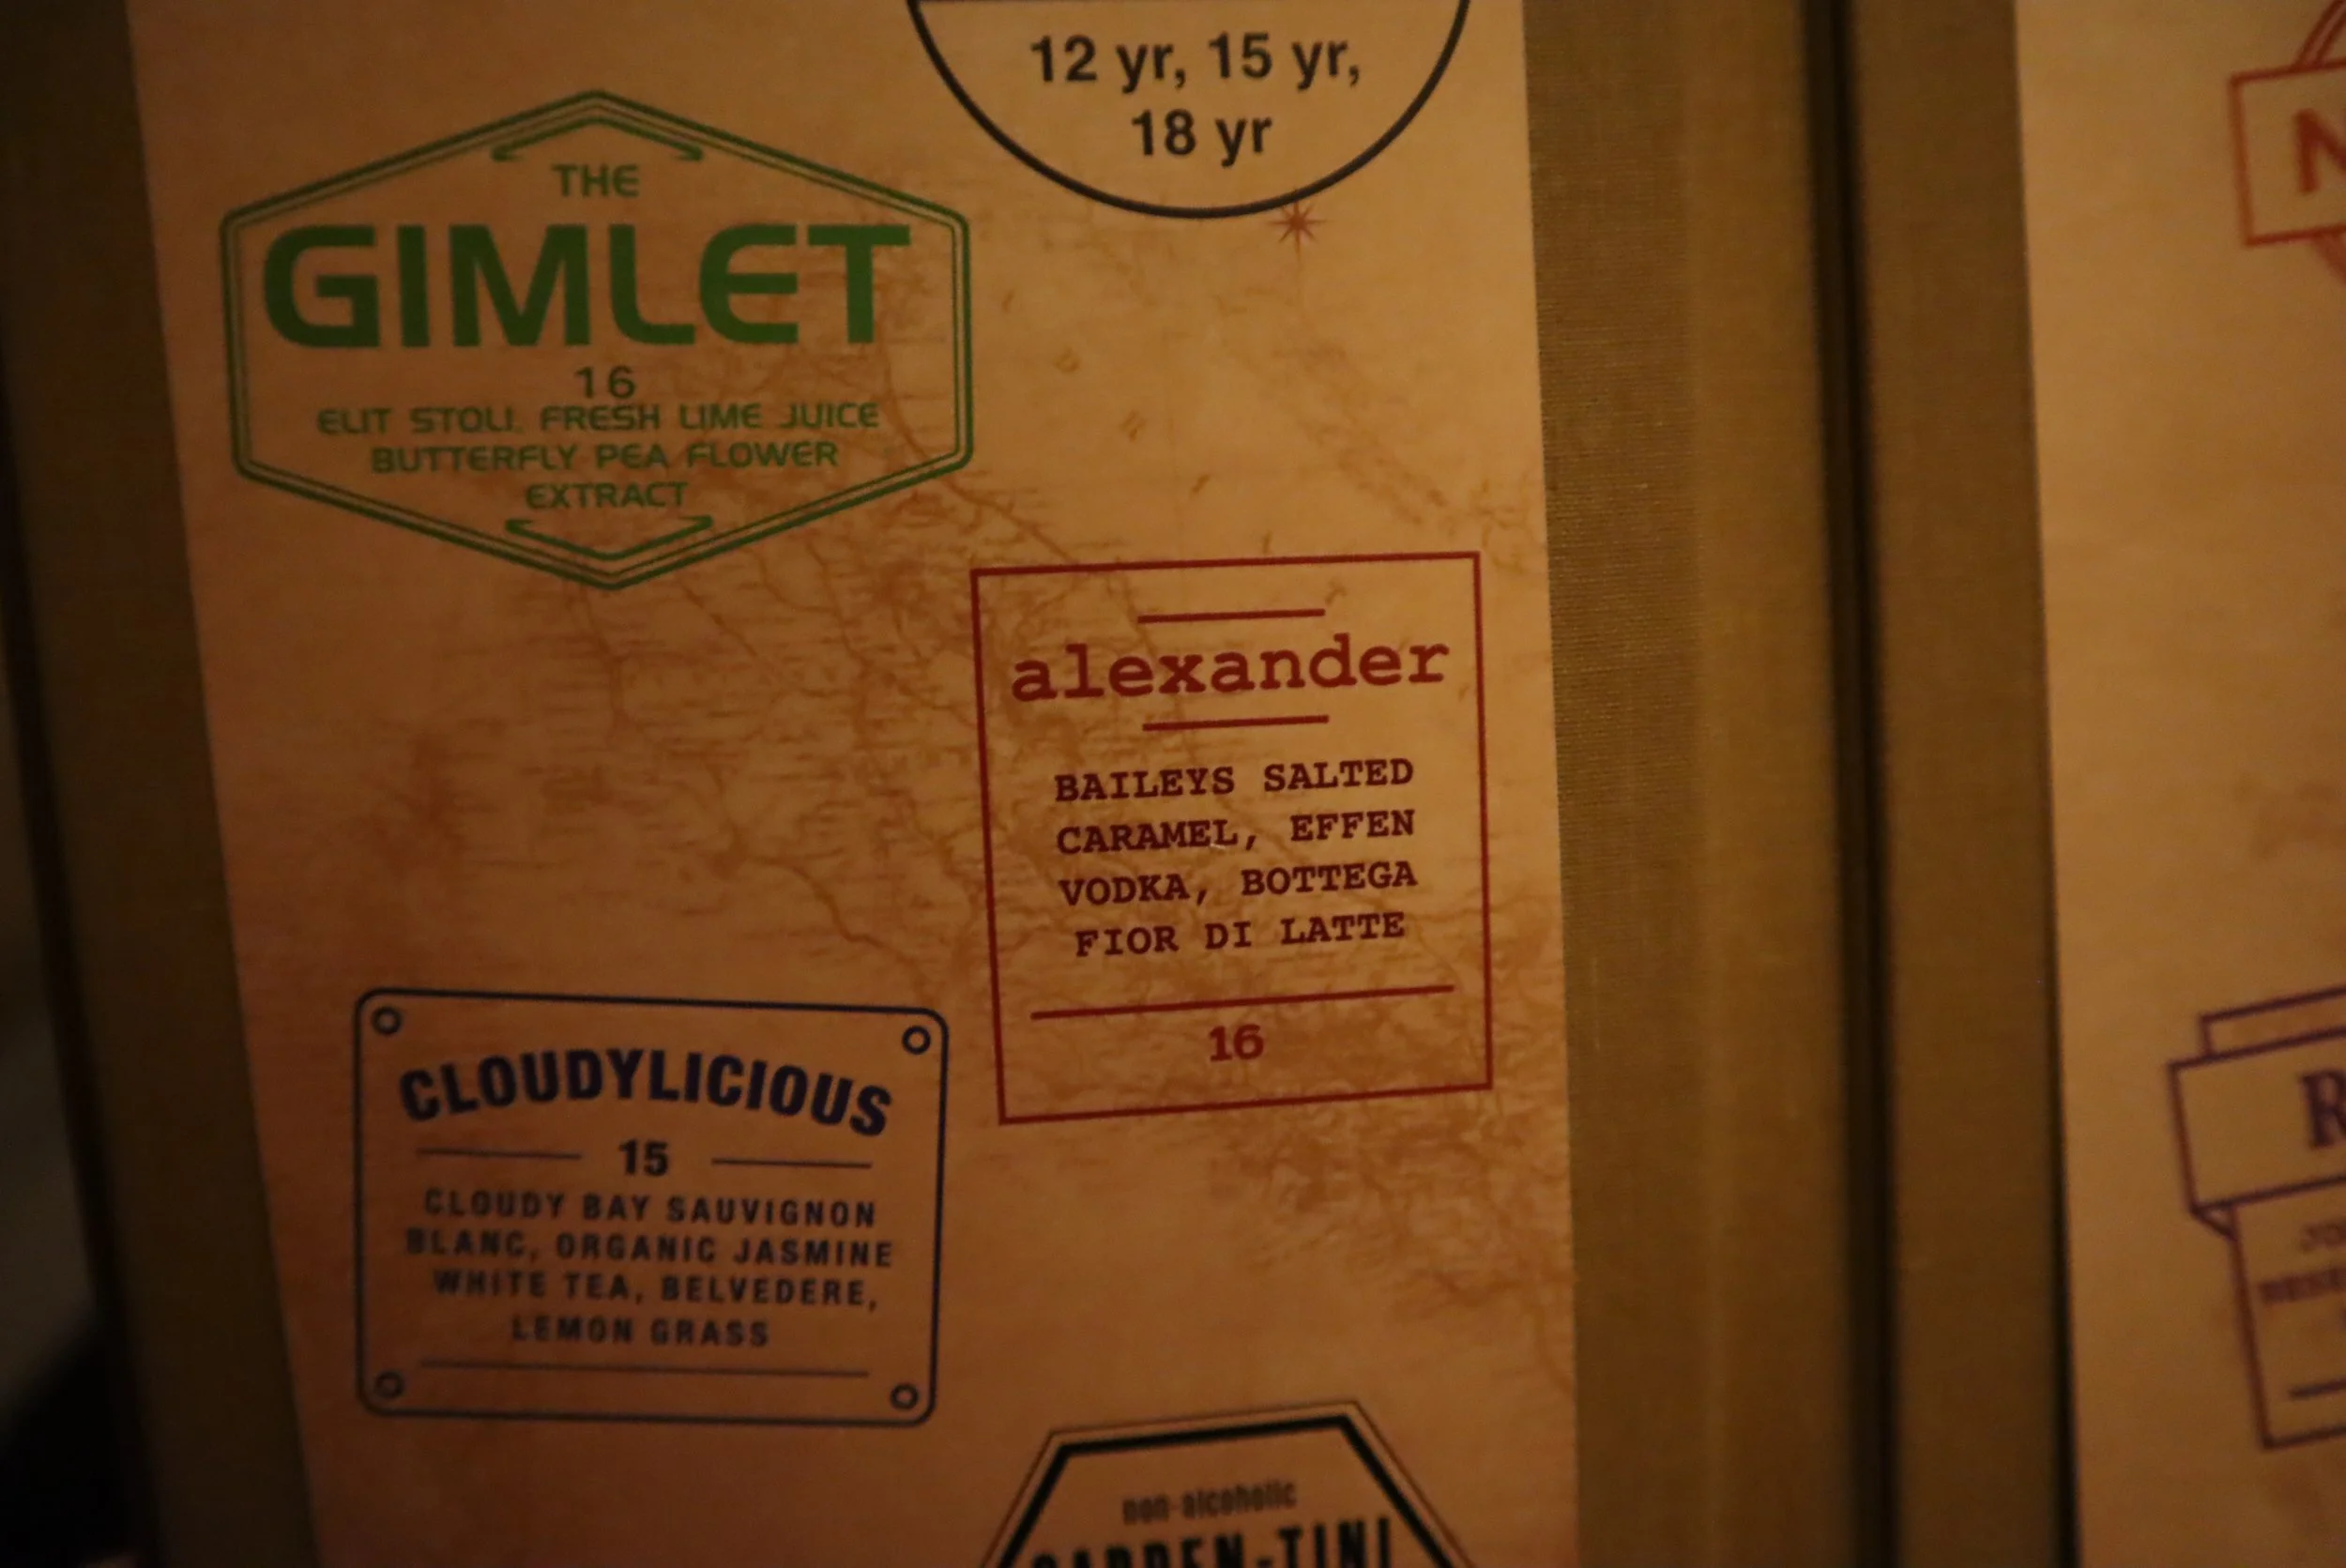 12 yr, 15 yr,
18 yr
THE
GIMLET
16
ELIT STOLI, FRESH LIME JUICE
BUTTERFLY PEA FLOWER
EXTRACT
alexander
BAILEYS SALTED
CARAMEL, EFFEN
VODKA, BOTTEGA
FIOR DI LATTE
16
CLOUDYLICIOUS
15
CLOUDY BAY SAUVIGNON
BLANC, ORGANIC JASMINE
WHITE TEA, BELVEDERE,
LEMON GRASS
non-alcoholic
GARDEN-TINI